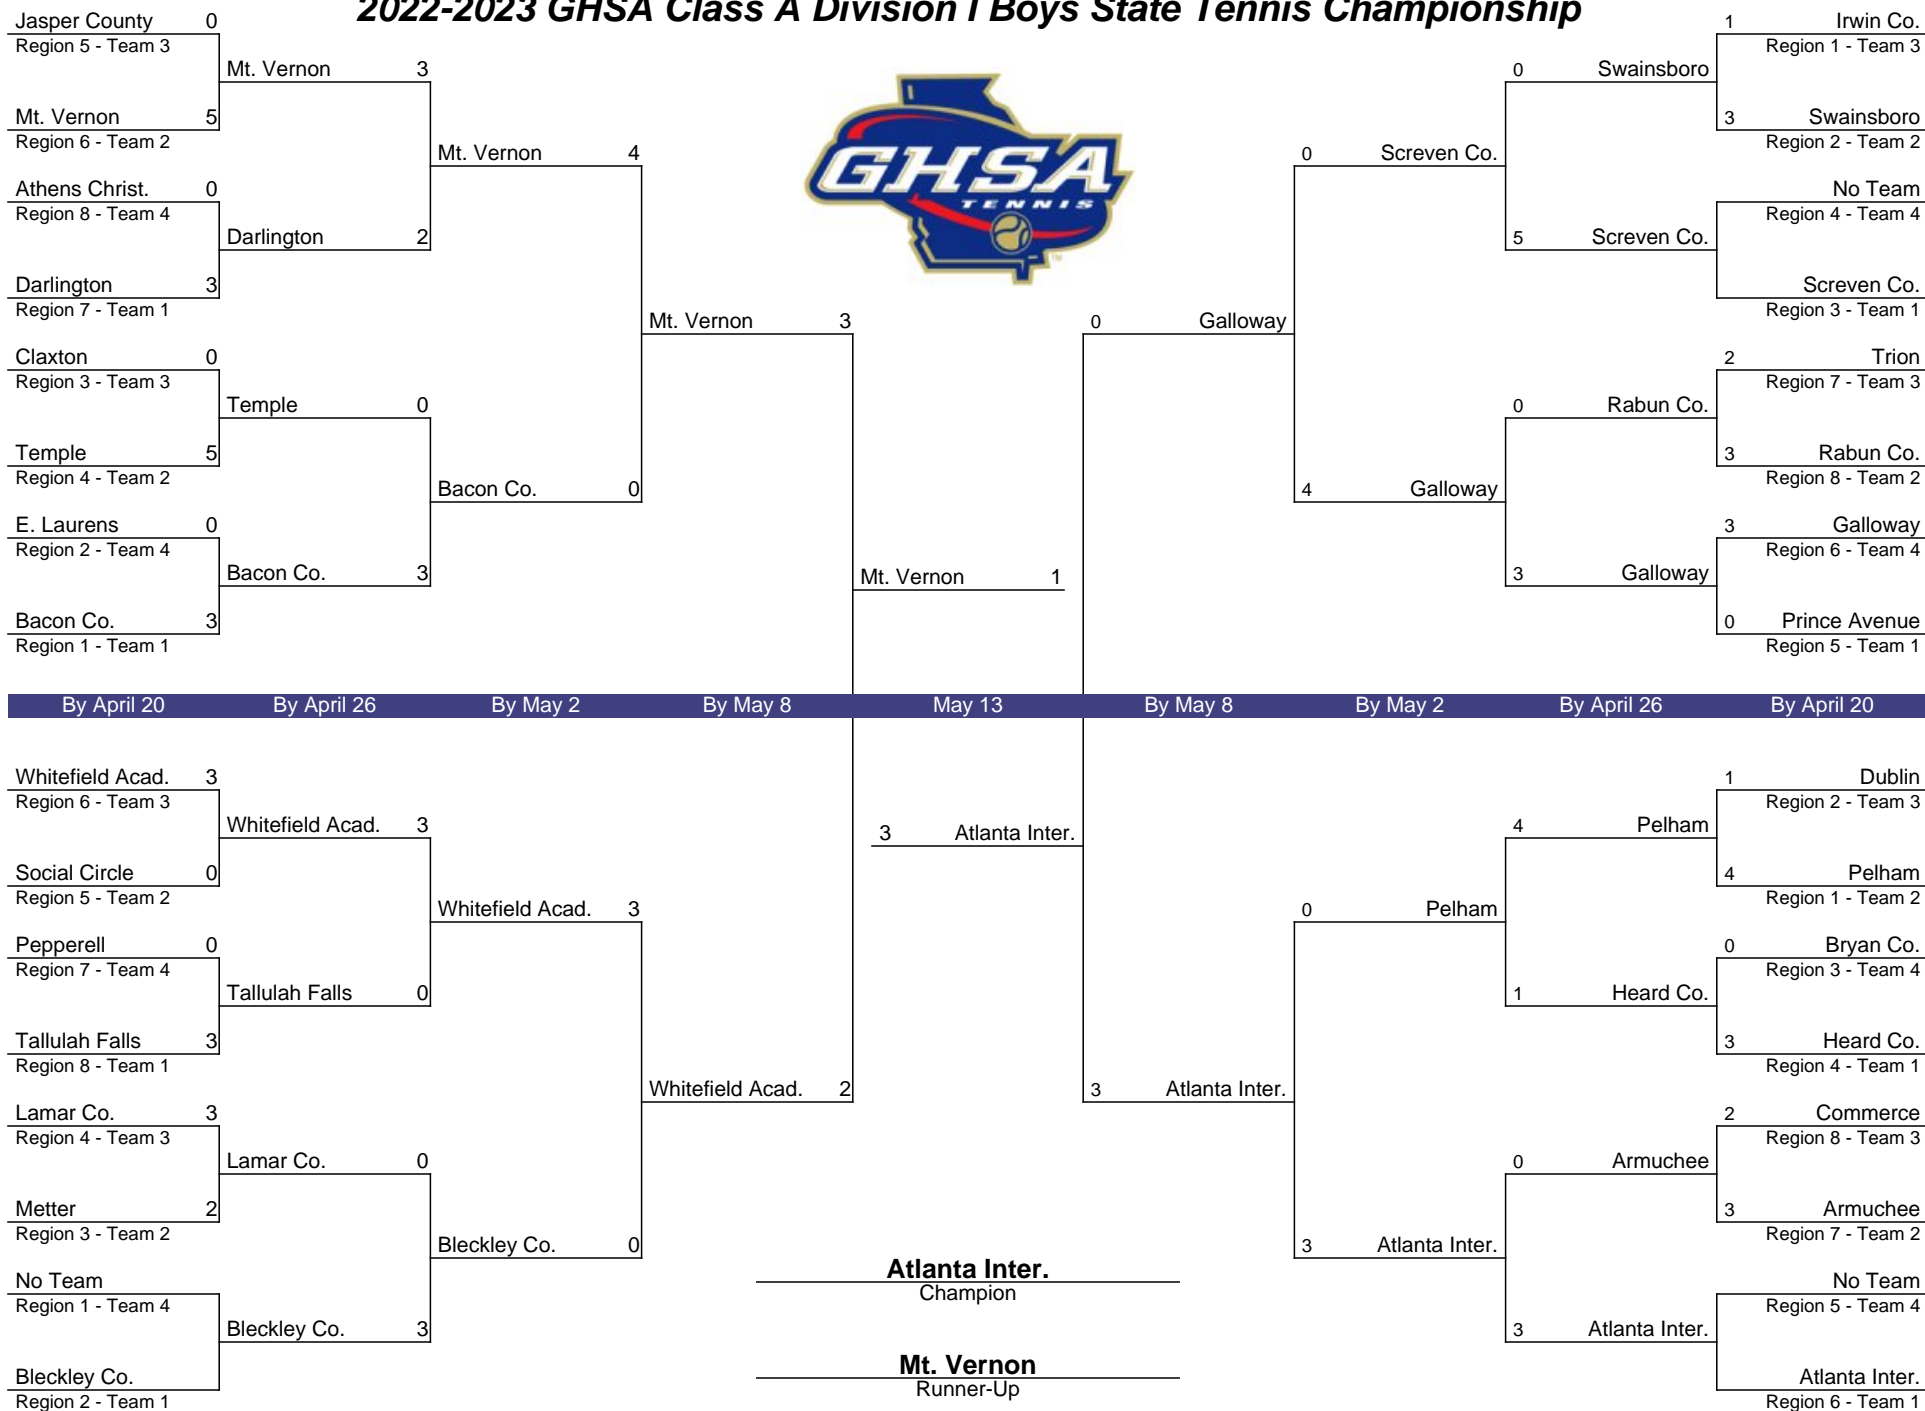 2022-2023 GHSA Class A Division I Boys State Tennis Championship
GHSA
TENNIS
TM
Jasper County 0
Region 5 - Team 3
Mt. Vernon 5
Region 6 - Team 2
Athens Christ. 0
Region 8 - Team 4
Darlington 3
Region 7 - Team 1
Claxton 0
Region 3 - Team 3
Temple 5
Region 4 - Team 2
E. Laurens 0
Region 2 - Team 4
Bacon Co. 3
Region 1 - Team 1
Mt. Vernon 3
Darlington 2
Temple 0
Bacon Co. 3
Mt. Vernon 4
Bacon Co. 0
Mt. Vernon 3
Mt. Vernon 1
0 Galloway
0 Screven Co.
4 Galloway
0 Swainsboro
5 Screven Co.
0 Rabun Co.
3 Galloway
1 Irwin Co.
Region 1 - Team 3
3 Swainsboro
Region 2 - Team 2
No Team
Region 4 - Team 4
Screven Co.
Region 3 - Team 1
2 Trion
Region 7 - Team 3
3 Rabun Co.
Region 8 - Team 2
3 Galloway
Region 6 - Team 4
0 Prince Avenue
Region 5 - Team 1
By April 20 By April 26 By May 2 By May 8 May 13 By May 8 By May 2 By April 26 By April 20
Whitefield Acad. 3
Region 6 - Team 3
Social Circle 0
Region 5 - Team 2
Pepperell 0
Region 7 - Team 4
Tallulah Falls 3
Region 8 - Team 1
Lamar Co. 3
Region 4 - Team 3
Metter 2
Region 3 - Team 2
No Team
Region 1 - Team 4
Bleckley Co.
Region 2 - Team 1
Whitefield Acad. 3
Tallulah Falls 0
Lamar Co. 0
Bleckley Co. 3
Whitefield Acad. 3
Bleckley Co. 0
Whitefield Acad. 2
3 Atlanta Inter.
3 Atlanta Inter.
0 Pelham
3 Atlanta Inter.
4 Pelham
1 Heard Co.
0 Armuchee
3 Atlanta Inter.
1 Dublin
Region 2 - Team 3
4 Pelham
Region 1 - Team 2
0 Bryan Co.
Region 3 - Team 4
3 Heard Co.
Region 4 - Team 1
2 Commerce
Region 8 - Team 3
3 Armuchee
Region 7 - Team 2
No Team
Region 5 - Team 4
Atlanta Inter.
Region 6 - Team 1
Atlanta Inter.
Champion
Mt. Vernon
Runner-Up